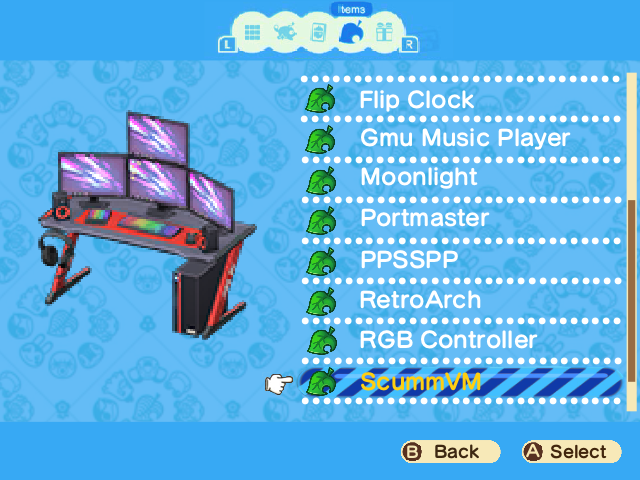 Items
L
R
Flip Clock
Gmu Music Player
Moonlight
Portmaster
PPSSPP
RetroArch
RGB Controller
ScummVM
B Back
A Select